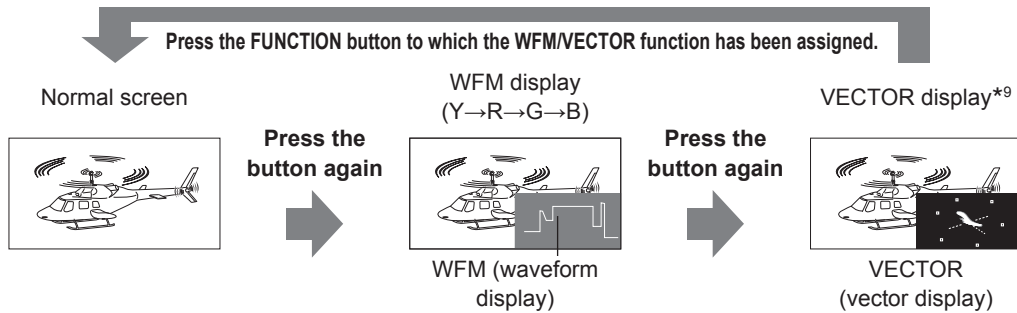 Press the FUNCTION button to which the WFM/VECTOR function has been assigned.
Normal screen
Press the
button again
WFM display
(Y→R→G→B)
WFM (waveform
display)
Press the
button again
VECTOR display*9
VECTOR
(vector display)